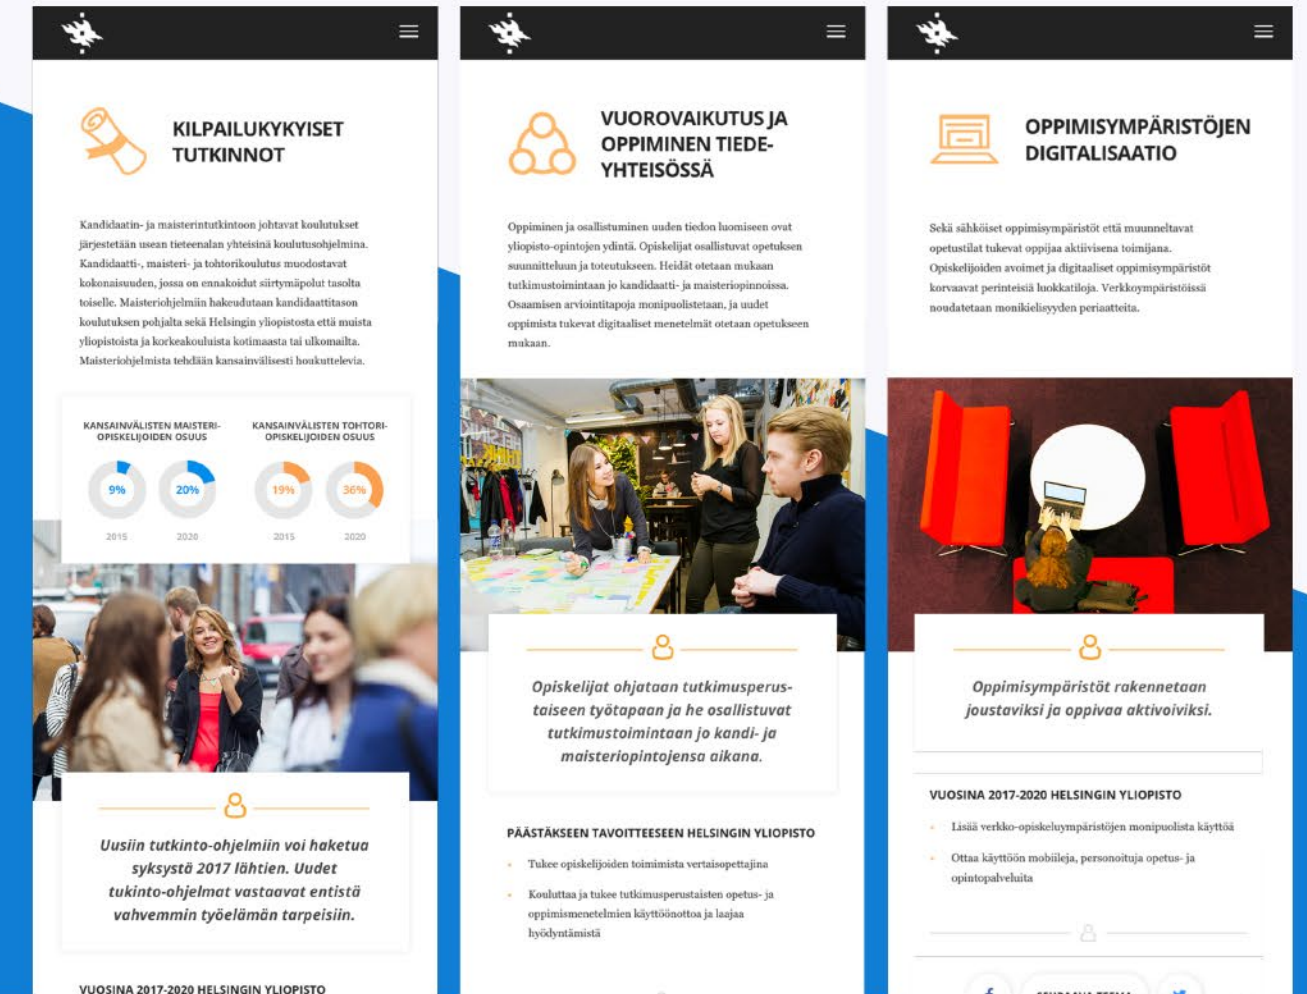 KILPAILUKYKYISET
TUTKINNOT
Kandidaatin- ja maisterintutkintoon johtavat koulutukset
järjestetään usean tieteenalan yhteisinä koulutusohjelmina.
Kandidaatti-, maisteri- ja tohtorikoulutus muodostavat
kokonaisuuden, jossa on ennakoidut siirtymäpolut tasolta
toiselle. Maisteriohjelmiin hakeudutaan kandidaattitason
koulutuksen pohjalta sekä Helsingin yliopistosta että muista
yliopistoista ja korkeakouluista kotimaasta tai ulkomailta.
Maisteriohjelmista tehdään kansainvälisesti houkuttelevia.
KANSAINVÄLISTEN MAISTERI-
OPISKELIJOIDEN OSUUS
9%
20%
2015
2020
KANSAINVÄLISTEN TOHTORI-
OPISKELIJOIDEN OSUUS
19%
36%
2015
2020
Uusiin tutkinto-ohjelmiin voi haketua
syksystä 2017 lähtien. Uudet
tukinto-ohjelmat vastaavat entistä
vahvemmin työelämän tarpeisiin.
VUOSINA 2017-2020 HELSINGIN YLIOPISTO
VUOROVAIKUTUS JA
OPPIMINEN TIEDE-
YHTEISÖSSÄ
Oppiminen ja osallistuminen uuden tiedon luomiseen ovat
yliopisto-opintojen ydintä. Opiskelijat osallistuvat opetuksen
suunnitteluun ja toteutukseen. Heidät otetaan mukaan
tutkimustoimintaan jo kandidaatti- ja maisteriopinnoissa.
Osaamisen arviointitapoja monipuolistetaan, ja uudet
oppimista tukevat digitaaliset menetelmät otetaan opetukseen
mukaan.
Opiskelijat ohjataan tutkimusperus-
taiseen työtapaan ja he osallistuvat
tutkimustoimintaan jo kandi- ja
maisteriopintojensa aikana.
PÄÄSTÄKSEEN TAVOITTEESEEN HELSINGIN YLIOPISTO
• Tukee opiskelijoiden toimimista vertaisopettajina
• Kouluttaa ja tukee tutkimusperustaisten opetus- ja
oppimismenetelmien käyttöönottoa ja laajaa
hyödyntämistä
OPPIMISYMPÄRISTÖJEN
DIGITALISAATIO
Sekä sähköiset oppimisympäristöt että muunneltavat
opetustilat tukevat oppijaa aktiivisena toimijana.
Opiskelijoiden avoimet ja digitaaliset oppimisympäristöt
korvaavat perinteisiä luokkatiloja. Verkkoympäristöissä
noudatetaan monikielisyyden periaatteita.
Oppimisympäristöt rakennetaan
joustaviksi ja oppivaa aktivoiviksi.
VUOSINA 2017-2020 HELSINGIN YLIOPISTO
• Lisää verkko-opiskeluympäristöjen monipuolista käyttöä
• Ottaa käyttöön mobiileja, personoituja opetus- ja
opintopalveluita
SEURAAVA TEEMA